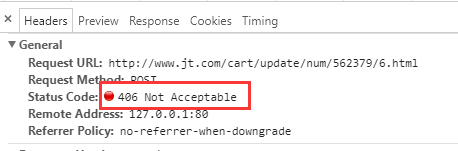 Headers Preview Response Cookies Timing
General
Request URL: http://www.jt.com/cart/update/num/562379/6.html
Request Method: POST
Status Code: 406 Not Acceptable
Remote Address: 127.0.0.1:80
Referrer Policy: no-referrer-when-downgrade